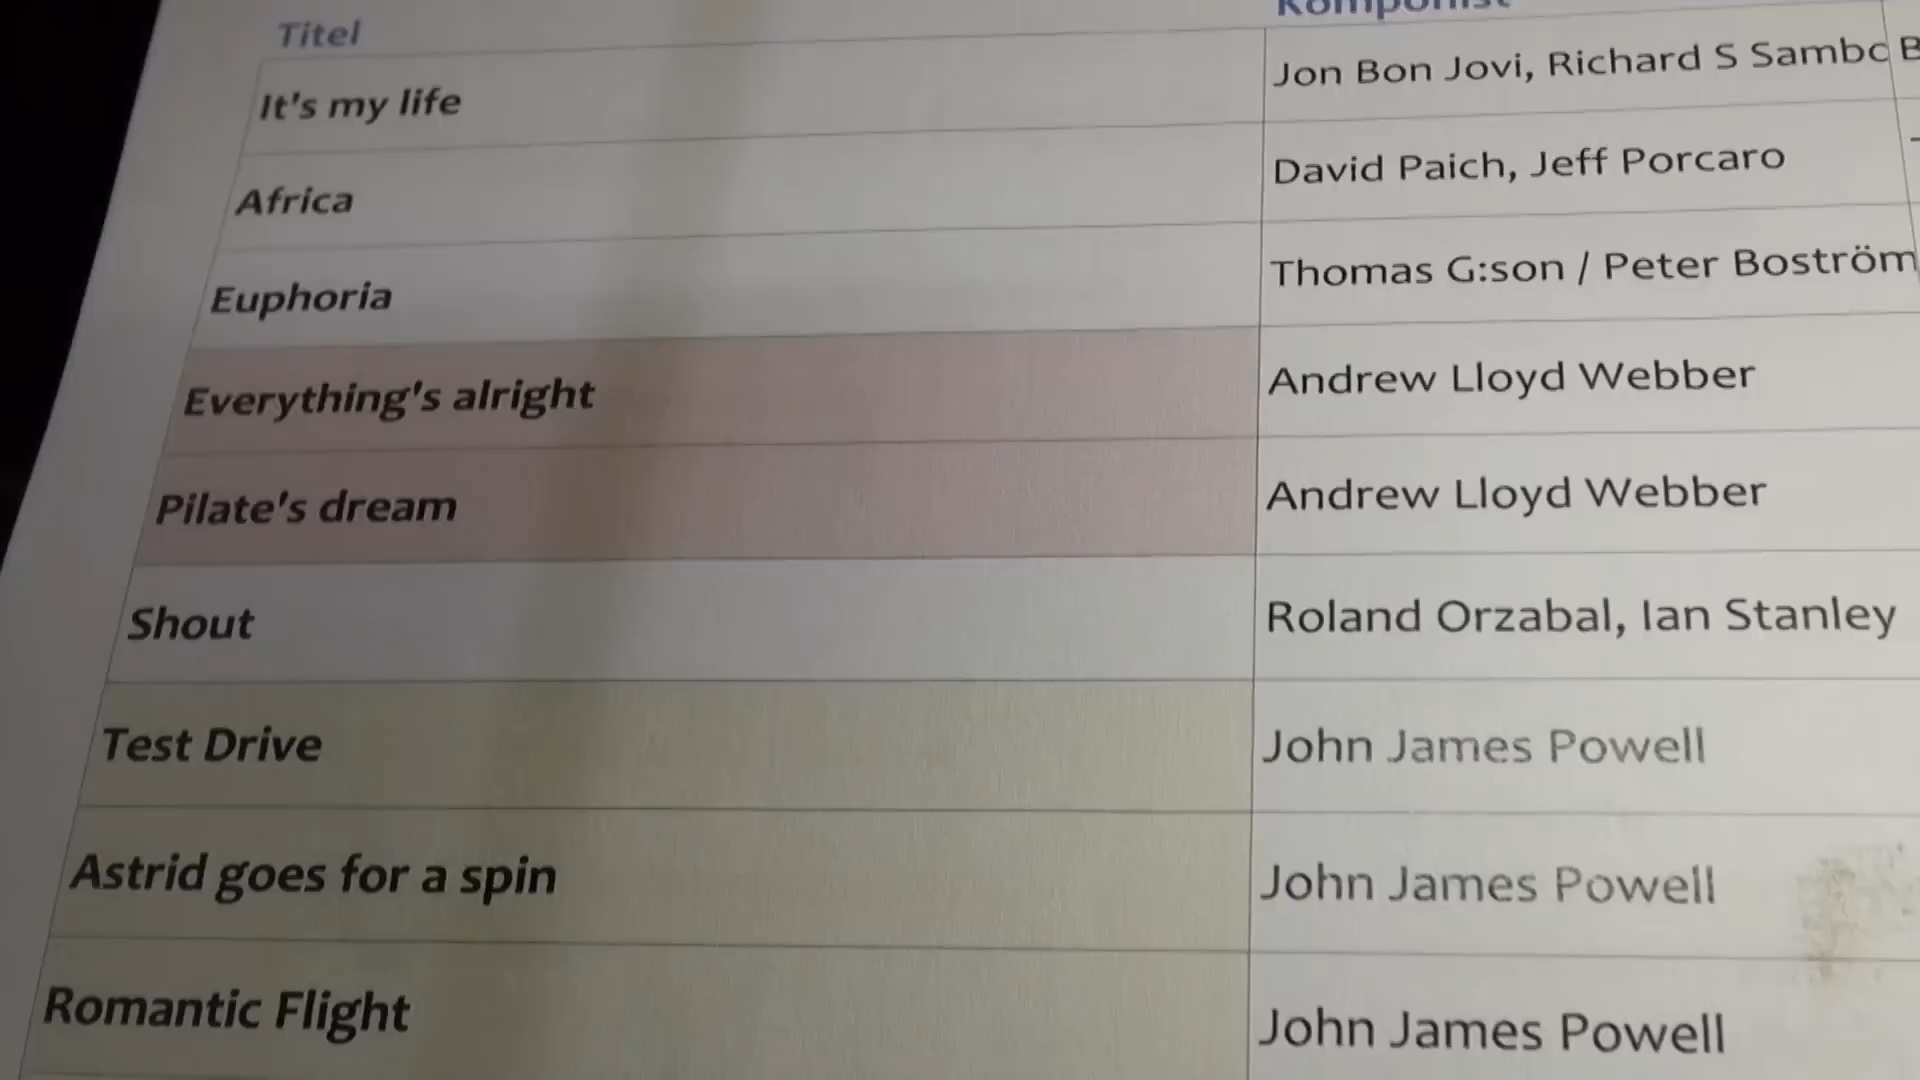 Titel Komponist
It's my life Jon Bon Jovi, Richard S Sambo B
Africa David Paich, Jeff Porcaro
Euphoria Thomas G:son / Peter Boström
Everything's alright Andrew Lloyd Webber
Pilate's dream Andrew Lloyd Webber
Shout Roland Orzabal, Ian Stanley
Test Drive John James Powell
Astrid goes for a spin John James Powell
Romantic Flight John James Powell